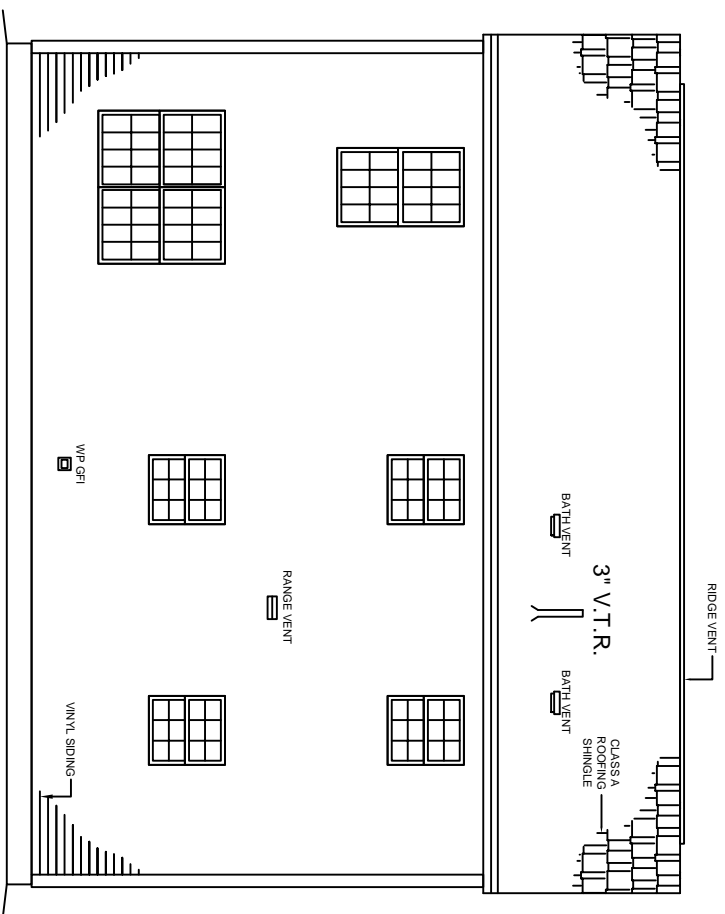 RIDGE VENT
BATH VENT
3" V.T.R.
BATH VENT
CLASS A
ROOFING
SHINGLE
RANGE VENT
WP GFI
VINYL SIDING